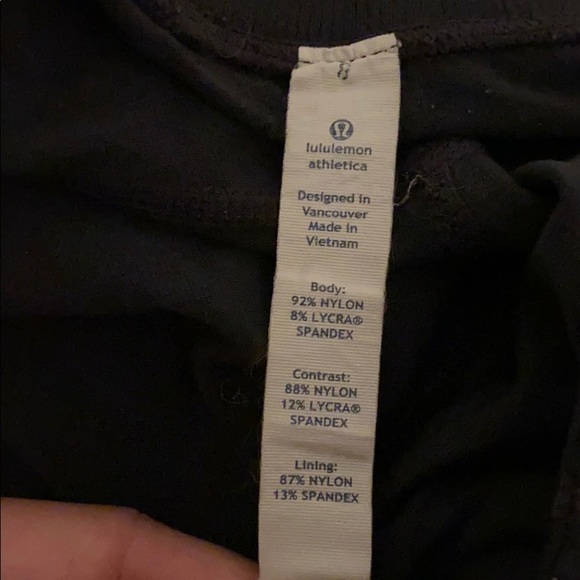 8
lululemon
athletica
Designed in
Vancouver
Made in
Vietnam
Body:
92% NYLON
8% LYCRA®
SPANDEX
Contrast:
88% NYLON
12% LYCRA®
SPANDEX
Lining:
87% NYLON
13% SPANDEX